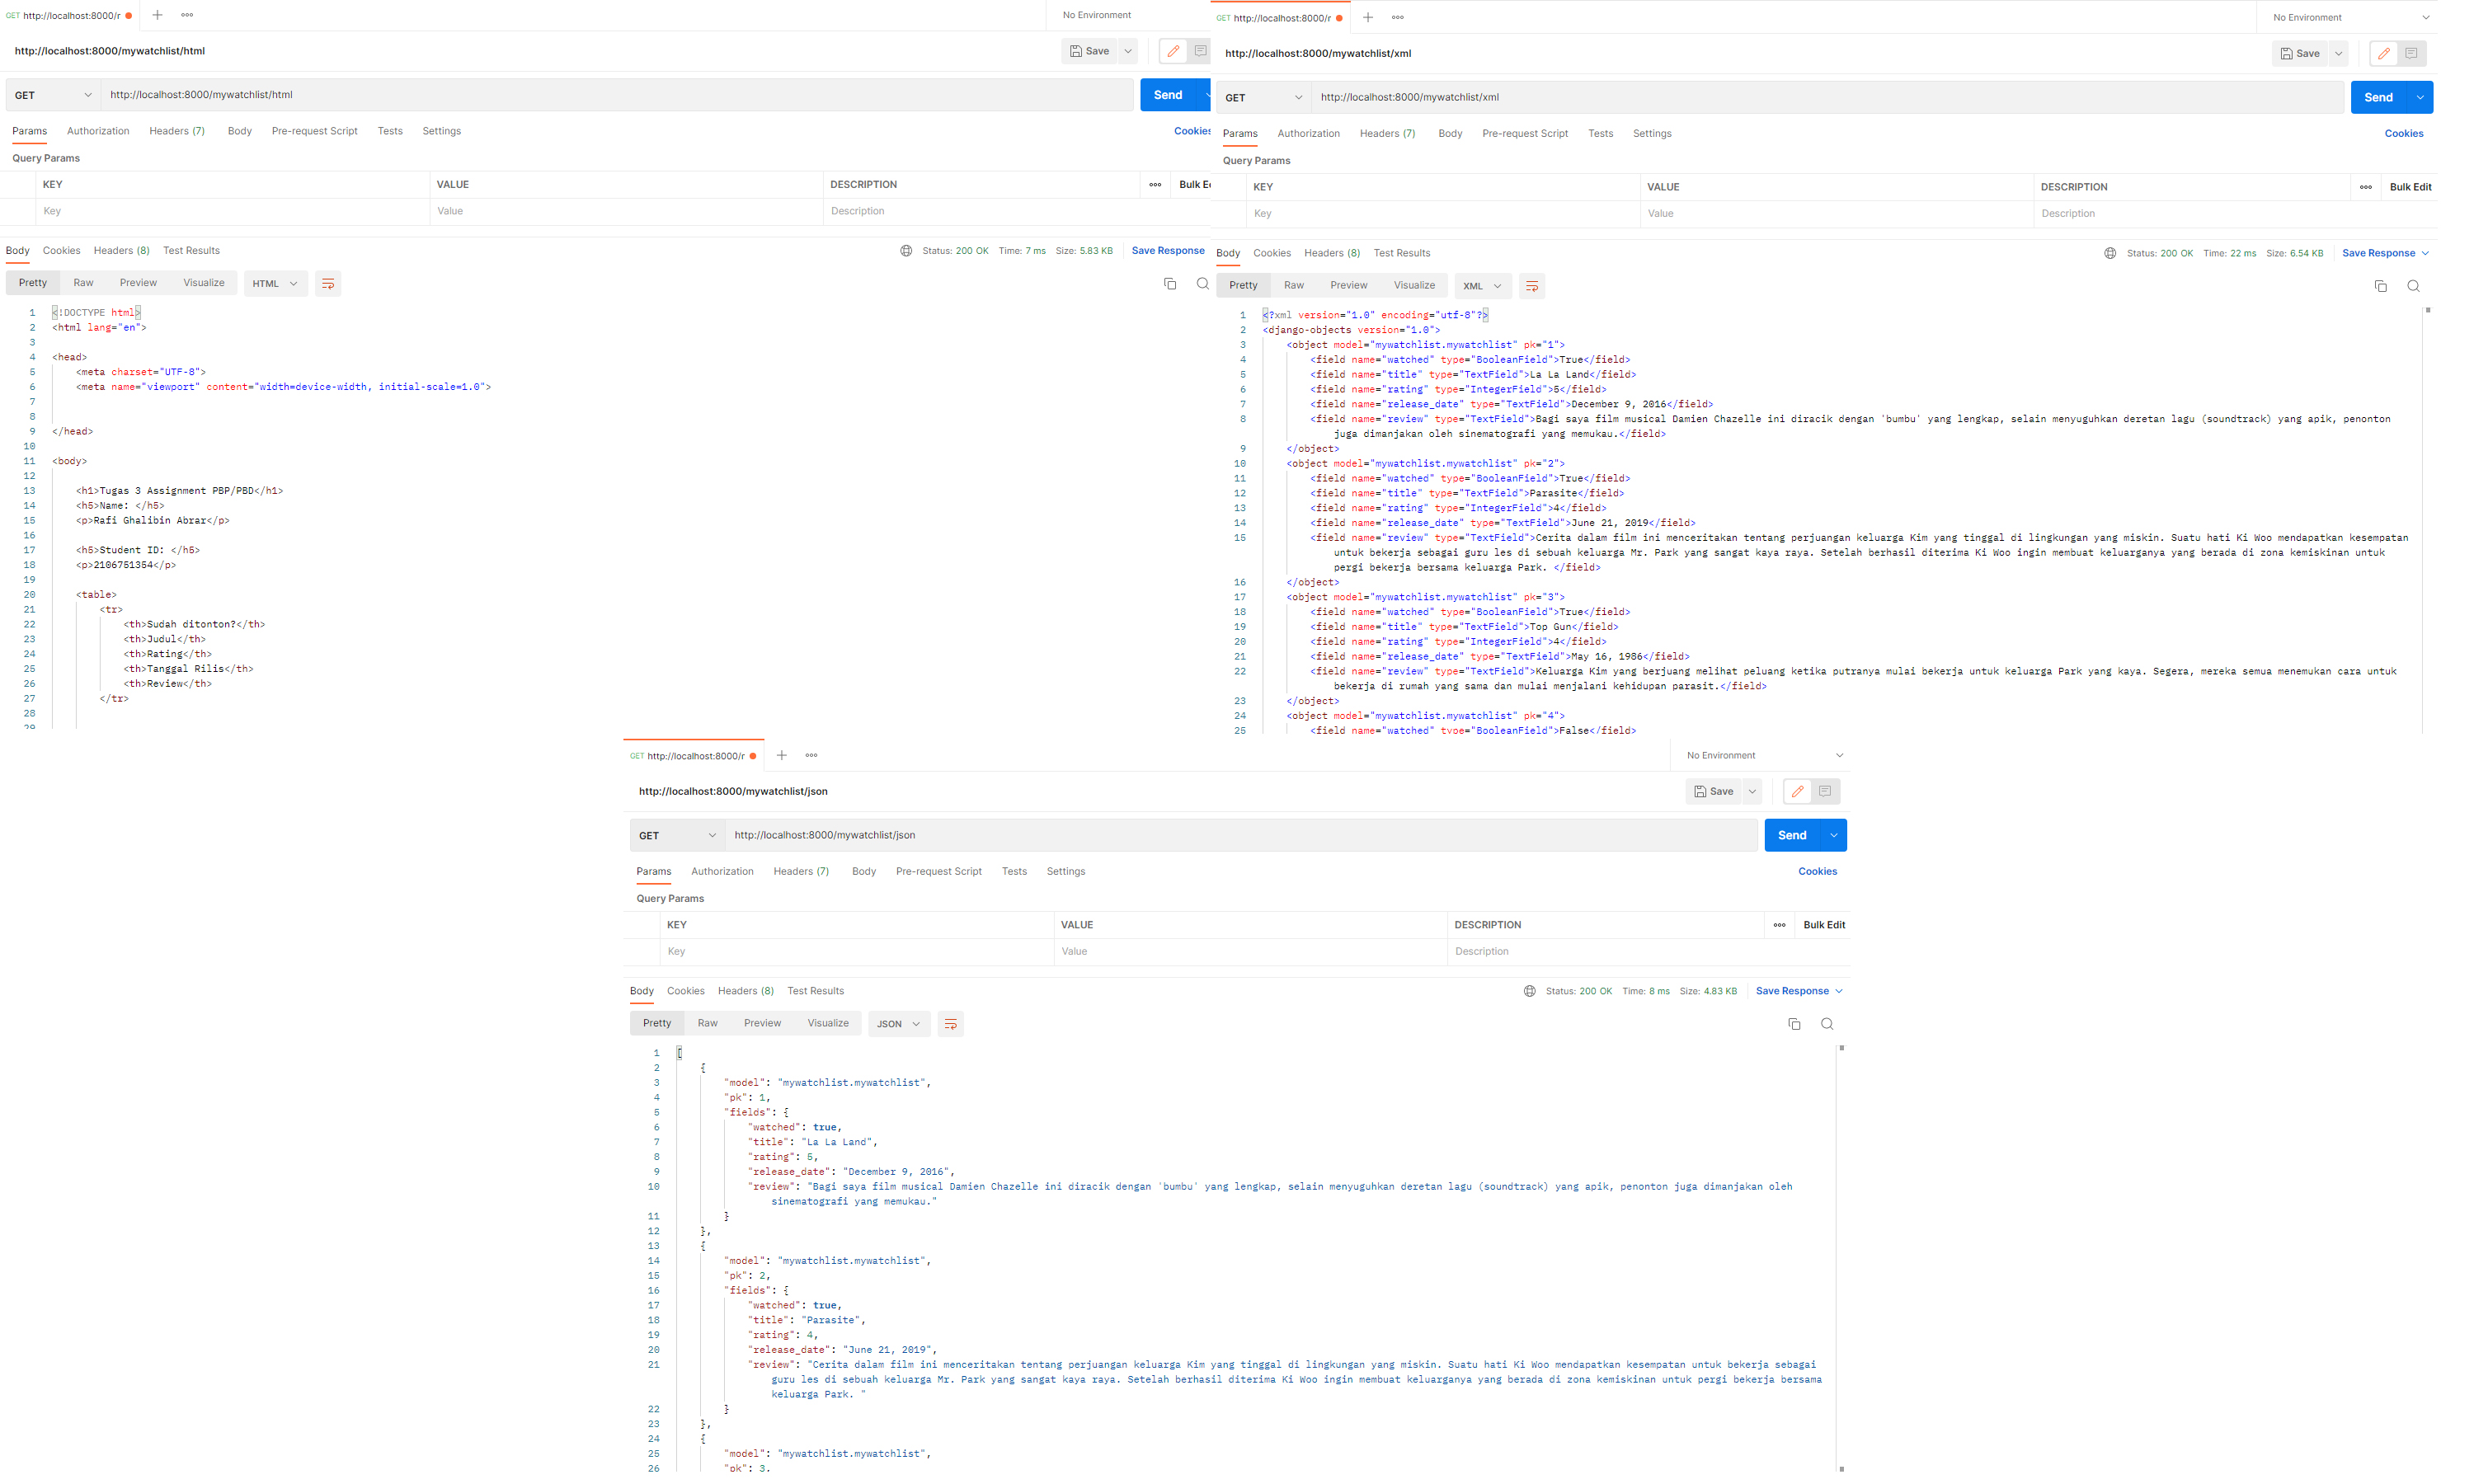 GET http://localhost:8000/r
No Environment
http://localhost:8000/mywatchlist/html
Save
GET http://localhost:8000/mywatchlist/html
Send
Params Authorization Headers (7) Body Pre-request Script Tests Settings
Cookies
Query Params
KEY VALUE DESCRIPTION
Bulk E
Key Value Description
Body Cookies Headers (8) Test Results
Status: 200 OK Time: 7 ms Size: 5.83 KB Save Response
Pretty Raw Preview Visualize HTML
1 <!DOCTYPE html>
2 <html lang="en">
3
4 <head>
5 <meta charset="UTF-8">
6 <meta name="viewport" content="width=device-width, initial-scale=1.0">
7
8
9 </head>
10
11 <body>
12
13 <h1>Tugas 3 Assignment PBP/PBD</h1>
14 <h5>Name: </h5>
15 <p>Rafi Ghalibin Abrar</p>
16
17 <h5>Student ID: </h5>
18 <p>2106751354</p>
19
20 <table>
21 <tr>
22 <th>Sudah ditonton?</th>
23 <th>Judul</th>
24 <th>Rating</th>
25 <th>Tanggal Rilis</th>
26 <th>Review</th>
27 </tr>
28
29
GET http://localhost:8000/r
No Environment
http://localhost:8000/mywatchlist/xml
Save
GET http://localhost:8000/mywatchlist/xml
Send
Params Authorization Headers (7) Body Pre-request Script Tests Settings
Cookies
Query Params
KEY VALUE DESCRIPTION
Bulk Edit
Key Value Description
Body Cookies Headers (8) Test Results
Status: 200 OK Time: 22 ms Size: 6.54 KB Save Response
Pretty Raw Preview Visualize XML
1 <?xml version="1.0" encoding="utf-8"?>
2 <django-objects version="1.0">
3 <object model="mywatchlist.mywatchlist" pk="1">
4 <field name="watched" type="BooleanField">True</field>
5 <field name="title" type="TextField">La La Land</field>
6 <field name="rating" type="IntegerField">5</field>
7 <field name="release_date" type="TextField">December 9, 2016</field>
8 <field name="review" type="TextField">Bagi saya film musical Damien Chazelle ini diracik dengan 'bumbu' yang lengkap, selain menyuguhkan deretan lagu (soundtrack) yang apik, penonton
juga dimanjakan oleh sinematografi yang memukau.</field>
9 </object>
10 <object model="mywatchlist.mywatchlist" pk="2">
11 <field name="watched" type="BooleanField">True</field>
12 <field name="title" type="TextField">Parasite</field>
13 <field name="rating" type="IntegerField">4</field>
14 <field name="release_date" type="TextField">June 21, 2019</field>
15 <field name="review" type="TextField">Cerita dalam film ini menceritakan tentang perjuangan keluarga Kim yang tinggal di lingkungan yang miskin. Suatu hati Ki Woo mendapatkan kesempatan
untuk bekerja sebagai guru les di sebuah keluarga Mr. Park yang sangat kaya raya. Setelah berhasil diterima Ki Woo ingin membuat keluarganya yang berada di zona kemiskinan untuk
pergi bekerja bersama keluarga Park. </field>
16 </object>
17 <object model="mywatchlist.mywatchlist" pk="3">
18 <field name="watched" type="BooleanField">True</field>
19 <field name="title" type="TextField">Top Gun</field>
20 <field name="rating" type="IntegerField">4</field>
21 <field name="release_date" type="TextField">May 16, 1986</field>
22 <field name="review" type="TextField">Keluarga Kim yang berjuang melihat peluang ketika putranya mulai bekerja untuk keluarga Park yang kaya. Segera, mereka semua menemukan cara untuk
bekerja di rumah yang sama dan mulai menjalani kehidupan parasit.</field>
23 </object>
24 <object model="mywatchlist.mywatchlist" pk="4">
25 <field name="watched" type="BooleanField">False</field>
GET http://localhost:8000/r
No Environment
http://localhost:8000/mywatchlist/json
Save
GET http://localhost:8000/mywatchlist/json
Send
Params Authorization Headers (7) Body Pre-request Script Tests Settings
Cookies
Query Params
KEY VALUE DESCRIPTION
Bulk Edit
Key Value Description
Body Cookies Headers (8) Test Results
Status: 200 OK Time: 8 ms Size: 4.83 KB Save Response
Pretty Raw Preview Visualize JSON
1 [
2 {
3 "model": "mywatchlist.mywatchlist",
4 "pk": 1,
5 "fields": {
6 "watched": true,
7 "title": "La La Land",
8 "rating": 5,
9 "release_date": "December 9, 2016",
10 "review": "Bagi saya film musical Damien Chazelle ini diracik dengan 'bumbu' yang lengkap, selain menyuguhkan deretan lagu (soundtrack) yang apik, penonton juga dimanjakan oleh
sinematografi yang memukau."
11 }
12 },
13 {
14 "model": "mywatchlist.mywatchlist",
15 "pk": 2,
16 "fields": {
17 "watched": true,
18 "title": "Parasite",
19 "rating": 4,
20 "release_date": "June 21, 2019",
21 "review": "Cerita dalam film ini menceritakan tentang perjuangan keluarga Kim yang tinggal di lingkungan yang miskin. Suatu hati Ki Woo mendapatkan kesempatan untuk bekerja sebagai
guru les di sebuah keluarga Mr. Park yang sangat kaya raya. Setelah berhasil diterima Ki Woo ingin membuat keluarganya yang berada di zona kemiskinan untuk pergi bekerja bersama
keluarga Park. "
22 }
23 },
24 {
25 "model": "mywatchlist.mywatchlist",
26 "pk": 3,